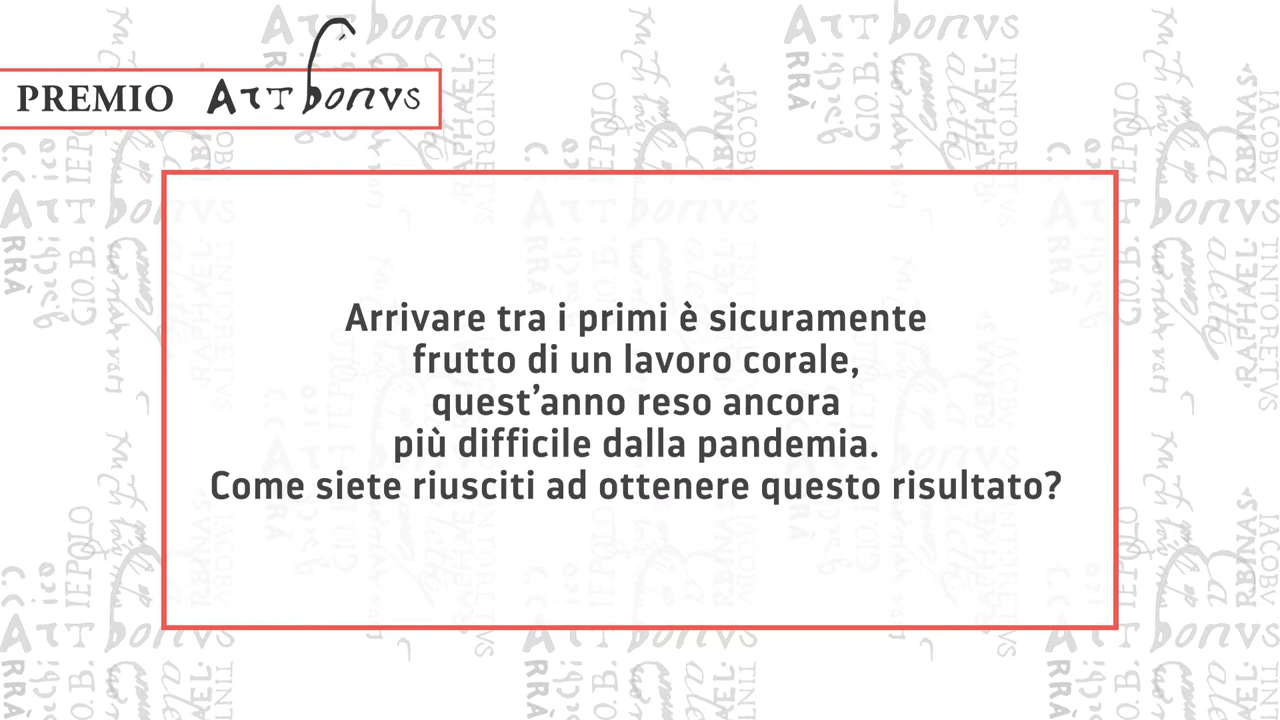 PREMIO Art bonus
Arrivare tra i primi è sicuramente
frutto di un lavoro corale,
quest’anno reso ancora
più difficile dalla pandemia.
Come siete riusciti ad ottenere questo risultato?